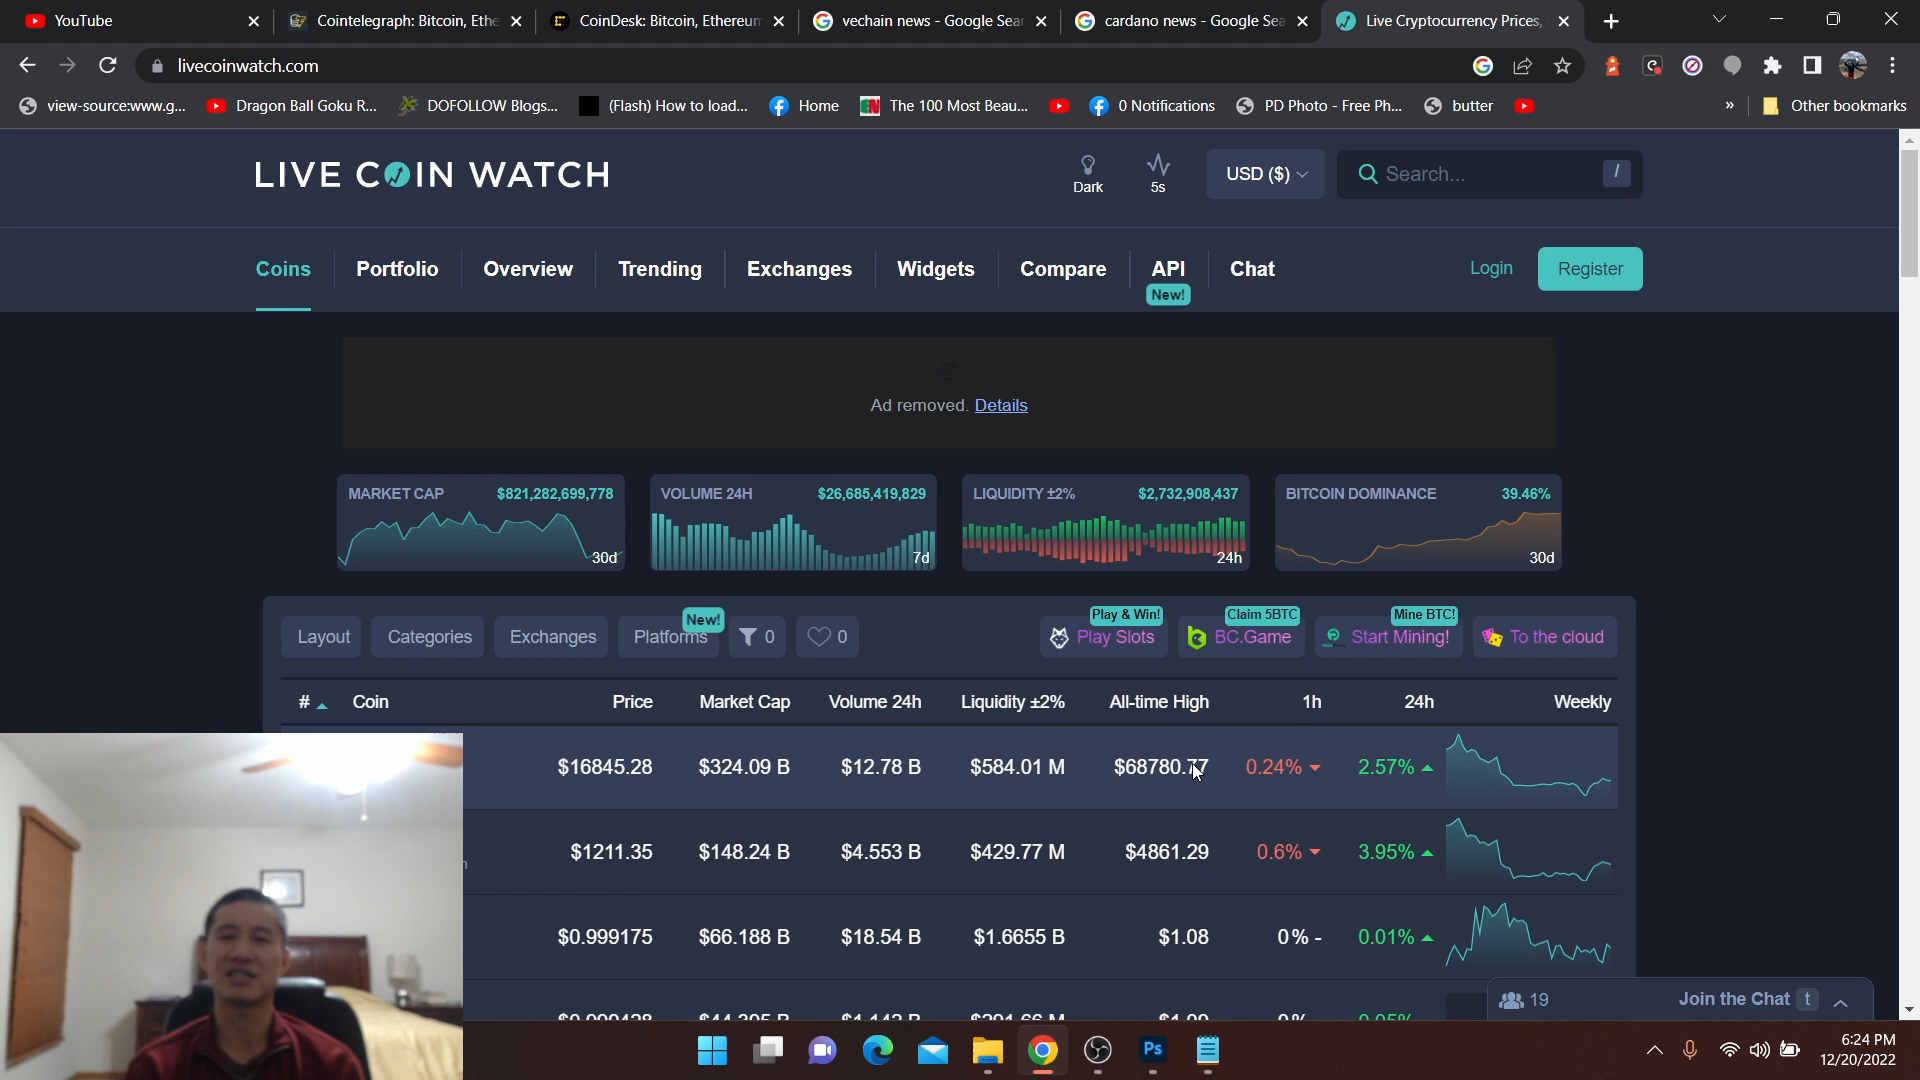 YouTube
Cointelegraph: Bitcoin, Ethe
CoinDesk: Bitcoin, Ethereum
vechain news - Google Sear
cardano news - Google Sea
Live Cryptocurrency Prices,
livecoinwatch.com
view-source:www.g...
Dragon Ball Goku R...
DOFOLLOW Blogs...
(Flash) How to load...
Home
The 100 Most Beau...
0 Notifications
PD Photo - Free Ph...
butter
»
Other bookmarks
LIVE COIN WATCH
Dark
5s
USD ($)
Search...
/
Coins
Portfolio
Overview
Trending
Exchanges
Widgets
Compare
API
New!
Chat
Login
Register
Ad removed. Details
MARKET CAP $821,282,699,778
30d
VOLUME 24H $26,685,419,829
7d
LIQUIDITY ±2% $2,732,908,437
24h
BITCOIN DOMINANCE 39.46%
30d
Layout
Categories
Exchanges
Platforms
New!
0
0
Play & Win!
Play Slots
Claim 5BTC
BC.Game
Mine BTC!
Start Mining!
To the cloud
# Coin Price Market Cap Volume 24h Liquidity ±2% All-time High 1h 24h Weekly
$16845.28 $324.09 B $12.78 B $584.01 M $68780.77 0.24% 2.57%
$1211.35 $148.24 B $4.553 B $429.77 M $4861.29 0.6% 3.95%
$0.999175 $66.188 B $18.54 B $1.6655 B $1.08 0% - 0.01%
19
Join the Chat t
Ps
6:24 PM
12/20/2022